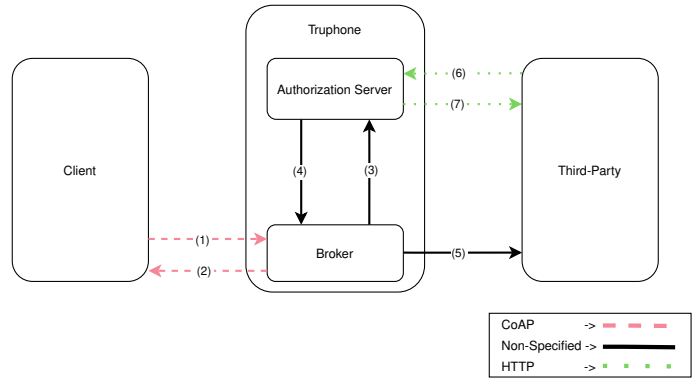 Truphone
Authorization Server
(6)
(7)
Client
(4)
(3)
Third-Party
(1)
Broker
(5)
(2)
CoAP ->
Non-Specified ->
HTTP ->